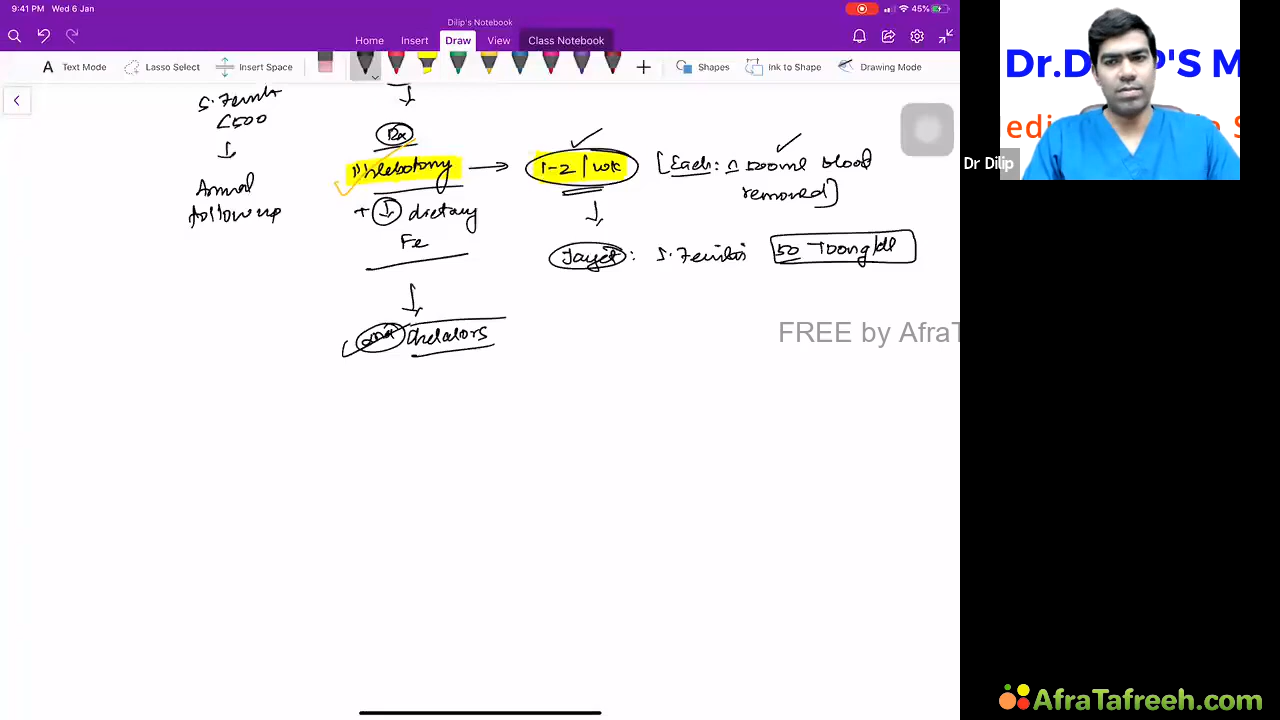 9:41 PM Wed 6 Jan
45%
Dilip's Notebook
Home Insert Draw View Class Notebook
Text Mode Lasso Select Insert Space Shapes Ink to Shape Drawing Mode
S. Ferritin
<500
↓
Annual
follow up
↓
Rx
Phlebotomy → 1-2 / wk [Each: 500ml blood
removed]
+ ↓ dietary
Fe
↓
Target: S. Ferritin 50-100ng/dl
↓
Chelators
Dr.D 'S M
edi e S
Dr Dilip
FREE by AfraT
AfraTafreeh.com